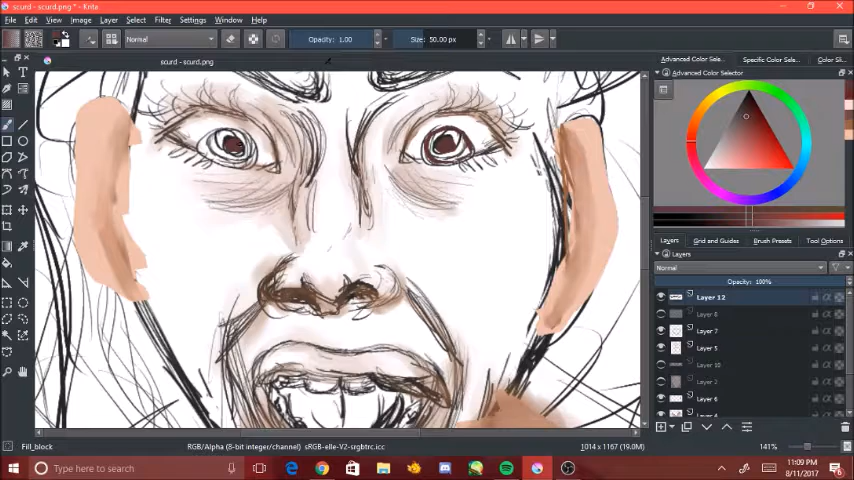 scurd - scurd.png * - Krita
File Edit View Image Layer Select Filter Settings Window Help
Normal Opacity: 1.00 Size: 50.00 px
scurd - scurd.png
Advanced Color Selec... Specific Color Selec... Color Sli...
Advanced Color Selector
Layers Grid and Guides Brush Presets Tool Options
Layers
Normal
Opacity: 100%
Layer 12
Layer 7
Layer 5
Layer 10
Layer 2
Layer 6
Fill_block RGB/Alpha (8-bit integer/channel) sRGB-elle-V2-srgbtrc.icc 1014 x 1167 (19.0M) 141%
Type here to search
11:09 PM
8/11/2017